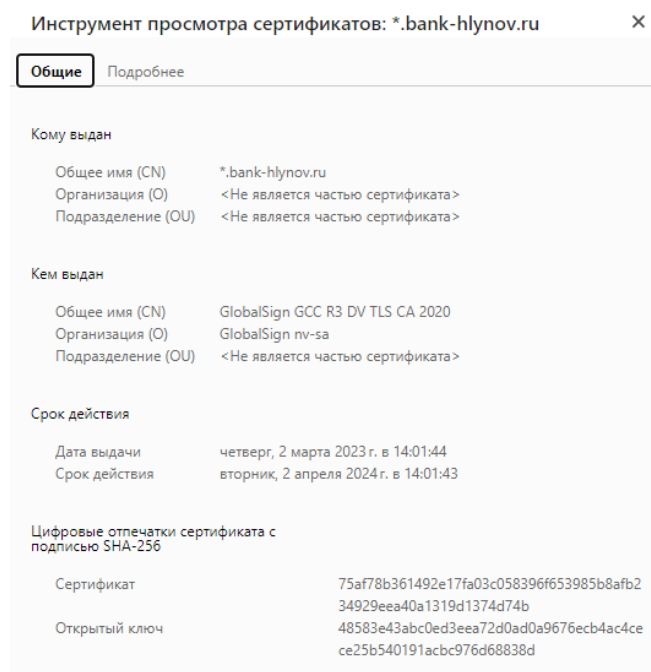 Инструмент просмотра сертификатов: *.bank-hlynov.ru
Общие Подробнее
Кому выдан
Общее имя (CN) *.bank-hlynov.ru
Организация (O) <Не является частью сертификата>
Подразделение (OU) <Не является частью сертификата>
Кем выдан
Общее имя (CN) GlobalSign GCC R3 DV TLS CA 2020
Организация (O) GlobalSign nv-sa
Подразделение (OU) <Не является частью сертификата>
Срок действия
Дата выдачи четверг, 2 марта 2023 г. в 14:01:44
Срок действия вторник, 2 апреля 2024 г. в 14:01:43
Цифровые отпечатки сертификата с
подписью SHA-256
Сертификат 75af78b361492e17fa03c058396f653985b8afb2
34929eea40a1319d1374d74b
Открытый ключ 48583e43abc0ed3eea72d0ad0a9676ecb4ac4ce
ce25b540191acbc976d68838d